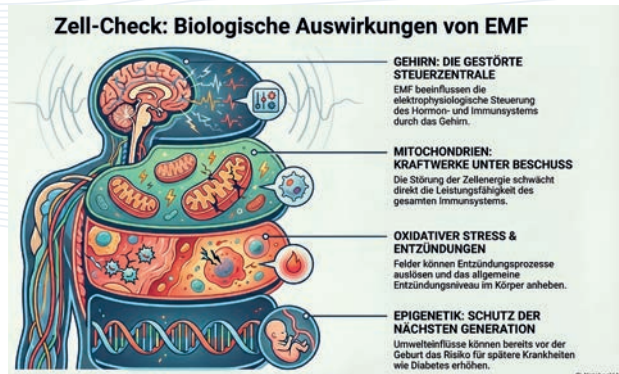 Zell-Check: Biologische Auswirkungen von EMF
GEHIRN: DIE GESTÖRTE
STEUERZENTRALE
EMF beeinflussen die
elektrophysiologische Steuerung
des Hormon- und Immunsystems
durch das Gehirn.
MITOCHONDRIEN:
KRAFTWERKE UNTER BESCHUSS
Die Störung der Zellenergie schwächt
direkt die Leistungsfähigkeit des
gesamten Immunsystems.
OXIDATIVER STRESS &
ENTZÜNDUNGEN
Felder können Entzündungsprozesse
auslösen und das allgemeine
Entzündungsniveau im Körper anheben.
EPIGENETIK: SCHUTZ DER
NÄCHSTEN GENERATION
Umwelteinflüsse können bereits vor der
Geburt das Risiko für spätere Krankheiten
wie Diabetes erhöhen.